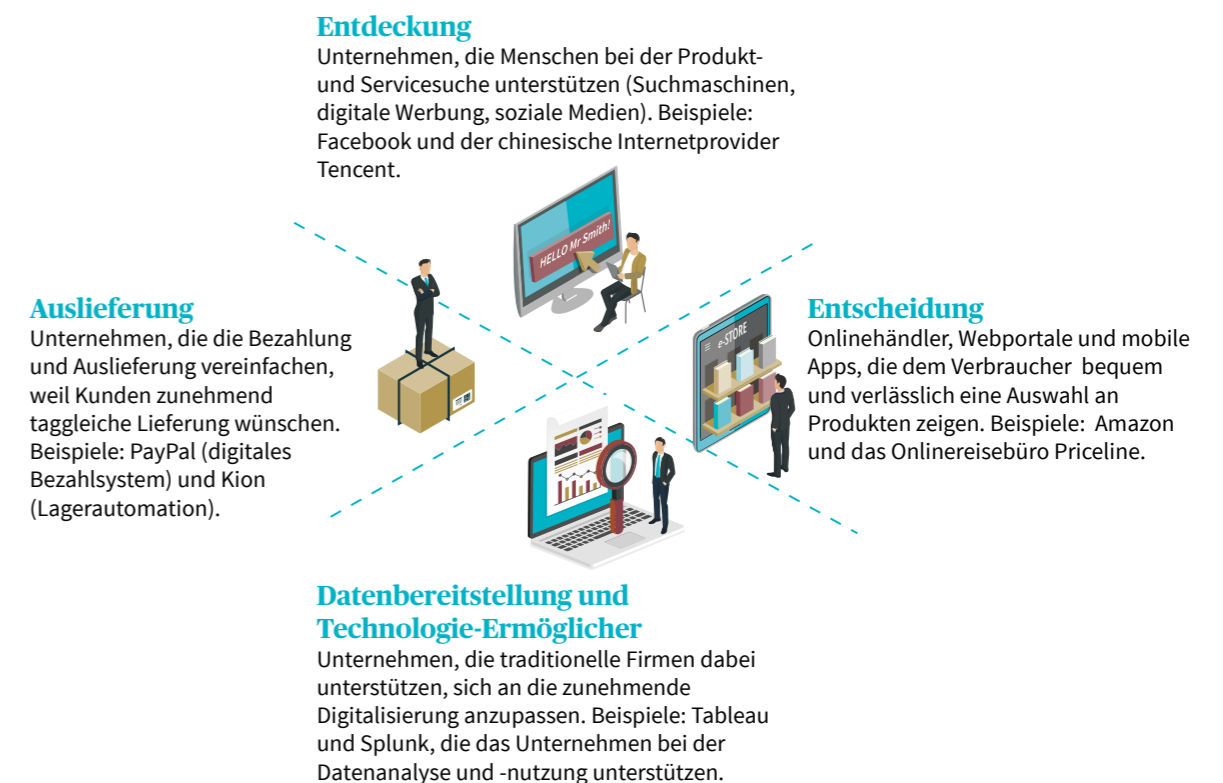 Entdeckung
Unternehmen, die Menschen bei der Produkt-
und Servicesuche unterstützen (Suchmaschinen,
digitale Werbung, soziale Medien). Beispiele:
Facebook und der chinesische Internetprovider
Tencent.
HELLO Mr Smith!
Auslieferung
Unternehmen, die die Bezahlung
und Auslieferung vereinfachen,
weil Kunden zunehmend
taggleiche Lieferung wünschen.
Beispiele: PayPal (digitales
Bezahlsystem) und Kion
(Lagerautomation).
e-STORE
Entscheidung
Onlinehändler, Webportale und mobile
Apps, die dem Verbraucher bequem
und verlässlich eine Auswahl an
Produkten zeigen. Beispiele: Amazon
und das Onlinereisebüro Priceline.
Datenbereitstellung und
Technologie-Ermöglicher
Unternehmen, die traditionelle Firmen dabei
unterstützen, sich an die zunehmende
Digitalisierung anzupassen. Beispiele: Tableau
und Splunk, die das Unternehmen bei der
Datenanalyse und -nutzung unterstützen.